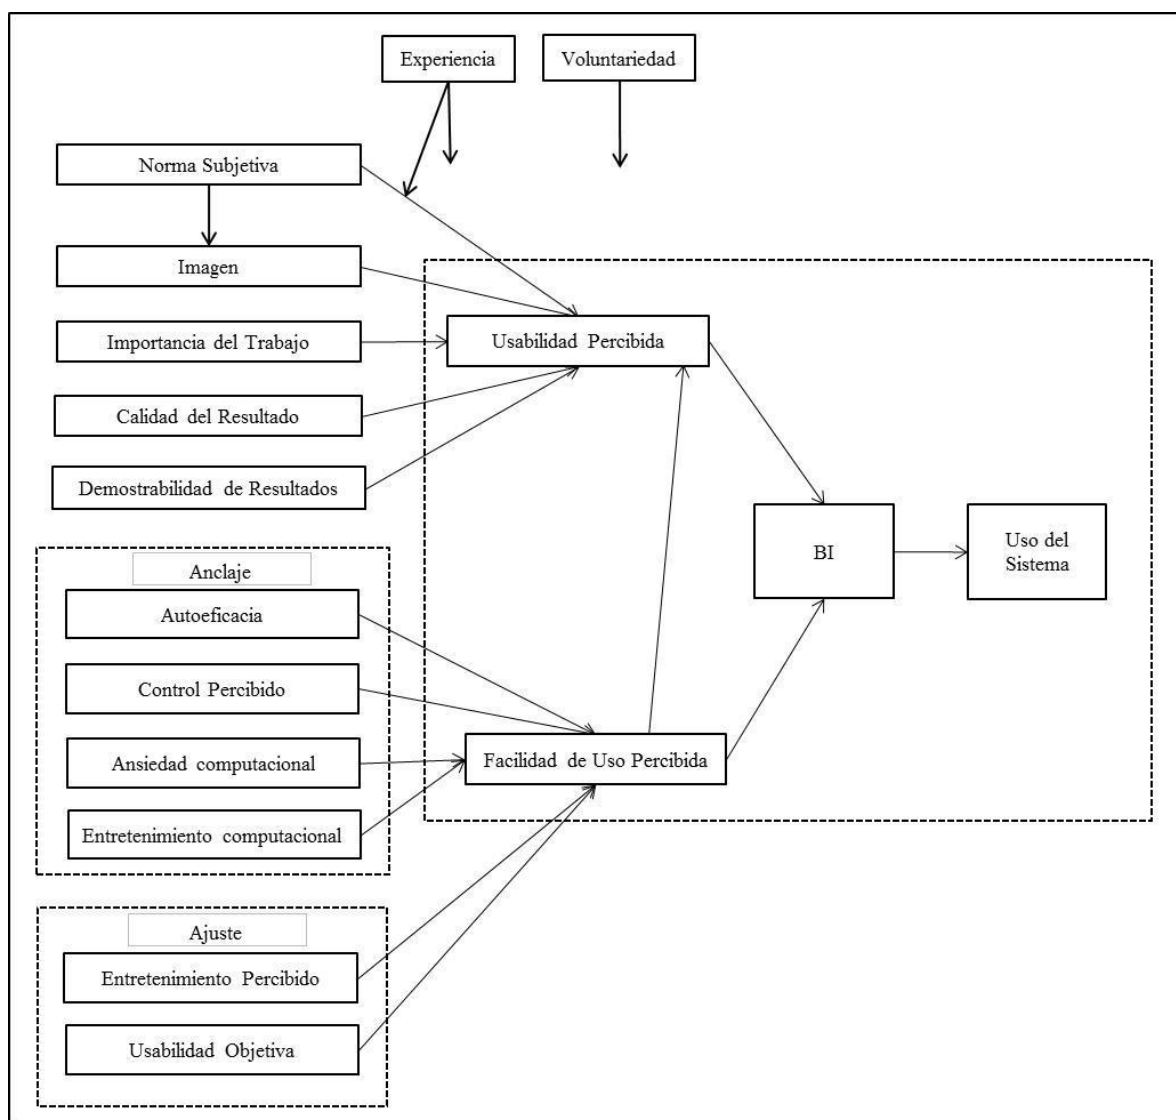 Experiencia
Voluntariedad
Norma Subjetiva
Imagen
Importancia del Trabajo
Usabilidad Percibida
Calidad del Resultado
Demostrabilidad de Resultados
BI
Uso del
Sistema
Anclaje
Autoeficacia
Control Percibido
Ansiedad computacional
Facilidad de Uso Percibida
Entretenimiento computacional
Ajuste
Entretenimiento Percibido
Usabilidad Objetiva